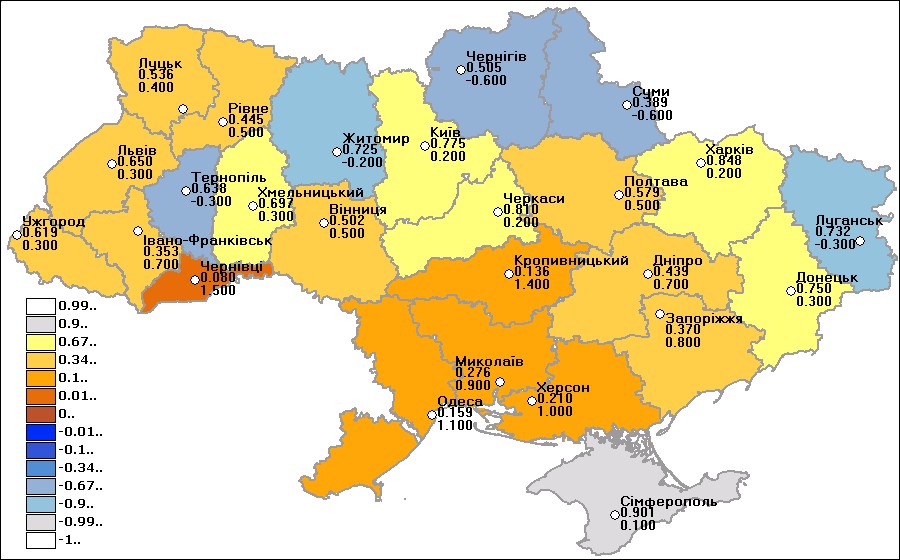 Чернігів
0.505
-0.600
Луцьк
0.536
0.400
Суми
0.389
-0.600
Рівне
0.445
0.500
Київ
0.775
0.200
Житомир
0.725
-0.200
Львів
0.650
0.300
Харків
0.848
0.200
Тернопіль
0.638
-0.300
Полтава
0.579
0.500
Хмельницький
0.697
0.300
Черкаси
0.810
0.200
Вінниця
0.502
0.500
Ужгород
0.619
0.300
Луганськ
0.732
-0.300
Івано-Франківськ
0.353
0.700
Чернівці
0.080
1.500
Кропивницький
0.136
1.400
Дніпро
0.439
0.700
Донецьк
0.750
0.300
Запоріжжя
0.370
0.800
Миколаїв
0.276
0.900
Херсон
0.210
1.000
Одеса
0.159
1.100
Сімферополь
0.901
0.100
0.99..
0.9..
0.67..
0.34..
0.1..
0.01..
0..
-0.01..
-0.1..
-0.34..
-0.67..
-0.9..
-0.99..
-1..